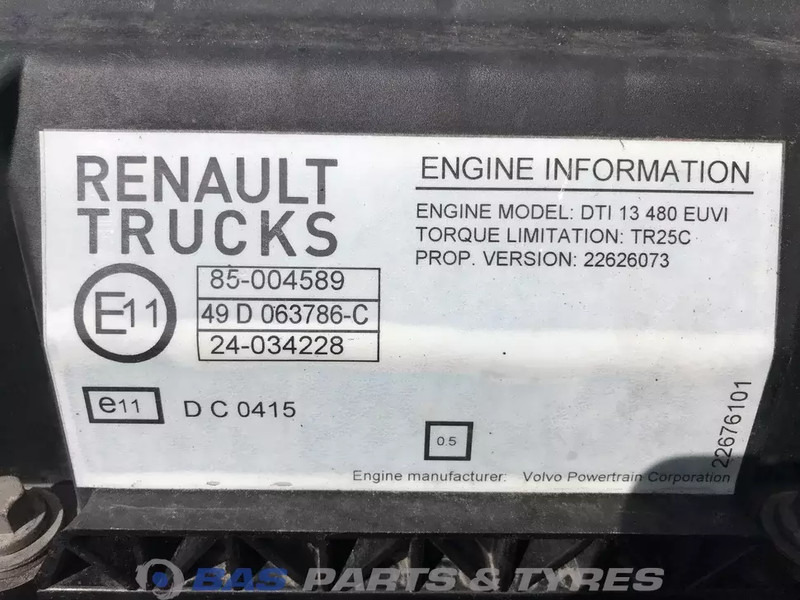 RENAULT
TRUCKS
ENGINE INFORMATION
ENGINE MODEL: DTI 13 480 EUVI
TORQUE LIMITATION: TR25C
PROP. VERSION: 22626073
E11
85-004589
49 D 063786-C
24-034228
e11 D C 0415
0.5
22676101
Engine manufacturer: Volvo Powertrain Corporation
BAS PARTS & TYRES